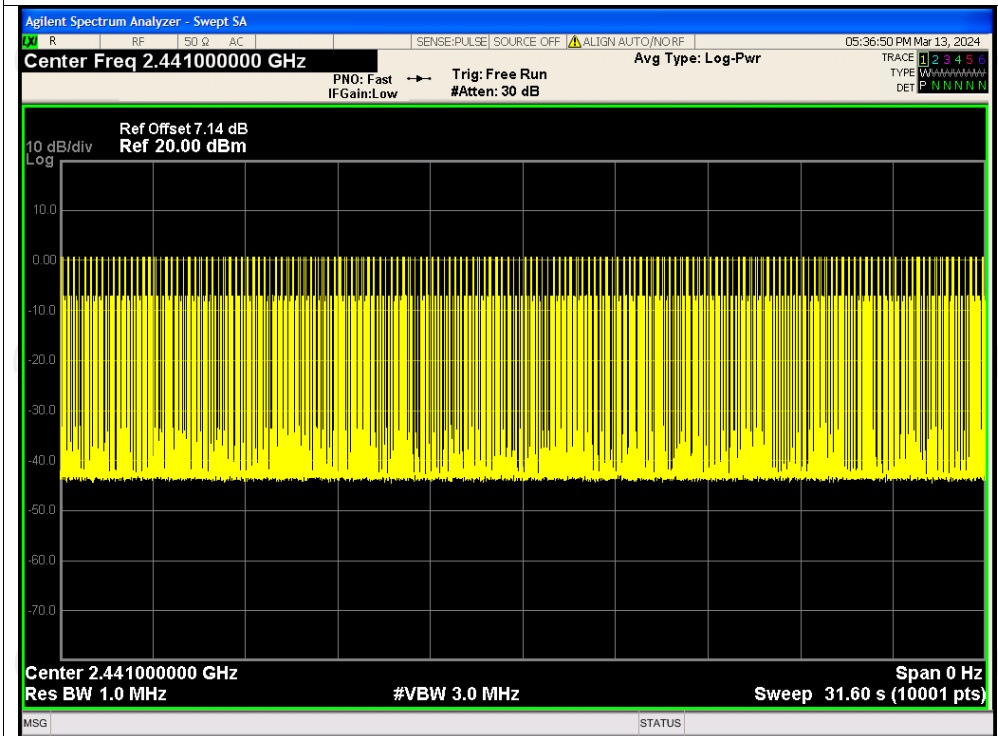 Agilent Spectrum Analyzer - Swept SA
LXI R RF 50 Ω AC SENSE:PULSE SOURCE OFF ALIGN AUTO/NO RF 05:36:50 PM Mar 13, 2024
Center Freq 2.441000000 GHz Avg Type: Log-Pwr TRACE 1 2 3 4 5 6
PNO: Fast Trig: Free Run TYPE W
IFGain:Low #Atten: 30 dB DET P N N N N N
Ref Offset 7.14 dB
10 dB/div Ref 20.00 dBm
Log
10.0
0.00
-10.0
-20.0
-30.0
-40.0
-50.0
-60.0
-70.0
Center 2.441000000 GHz Span 0 Hz
Res BW 1.0 MHz #VBW 3.0 MHz Sweep 31.60 s (10001 pts)
MSG STATUS